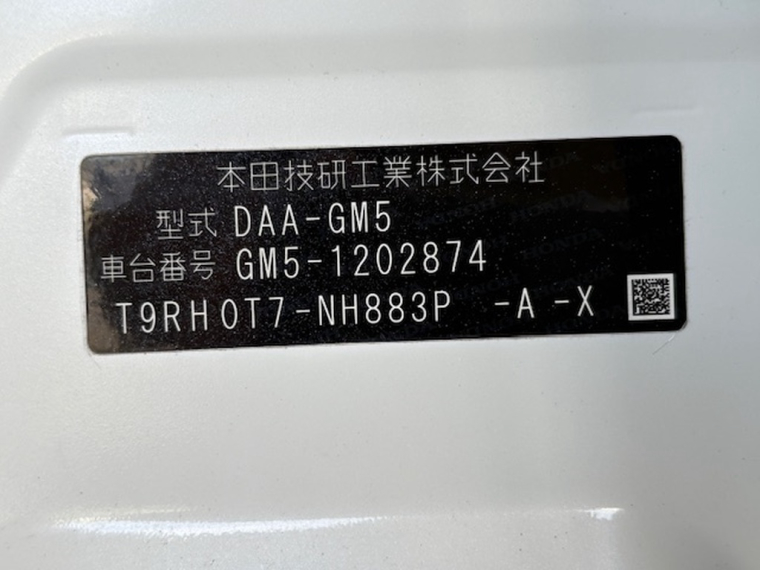 本田技研工業株式会社
型式 DAA-GM5
車台番号 GM5-1202874
T9RH0T7-NH883P -A -X